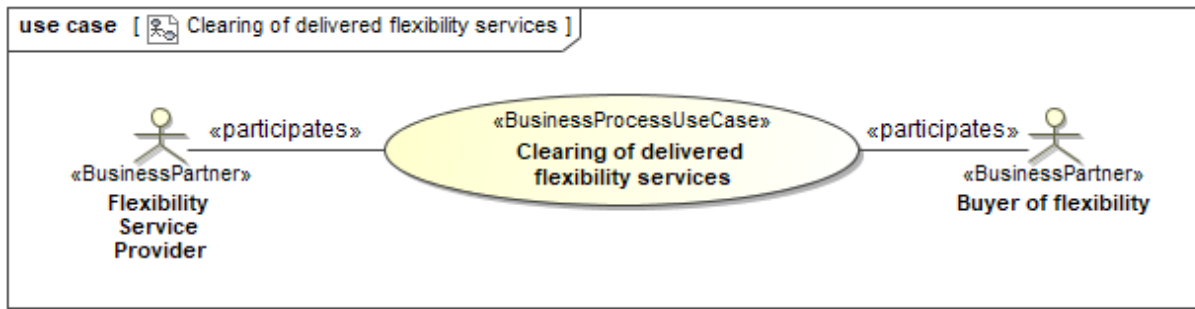 use case [ Clearing of delivered flexibility services ]
«participates»
«BusinessProcessUseCase»
«participates»
Clearing of delivered
flexibility services
«BusinessPartner»
Flexibility
Service
Provider
«BusinessPartner»
Buyer of flexibility